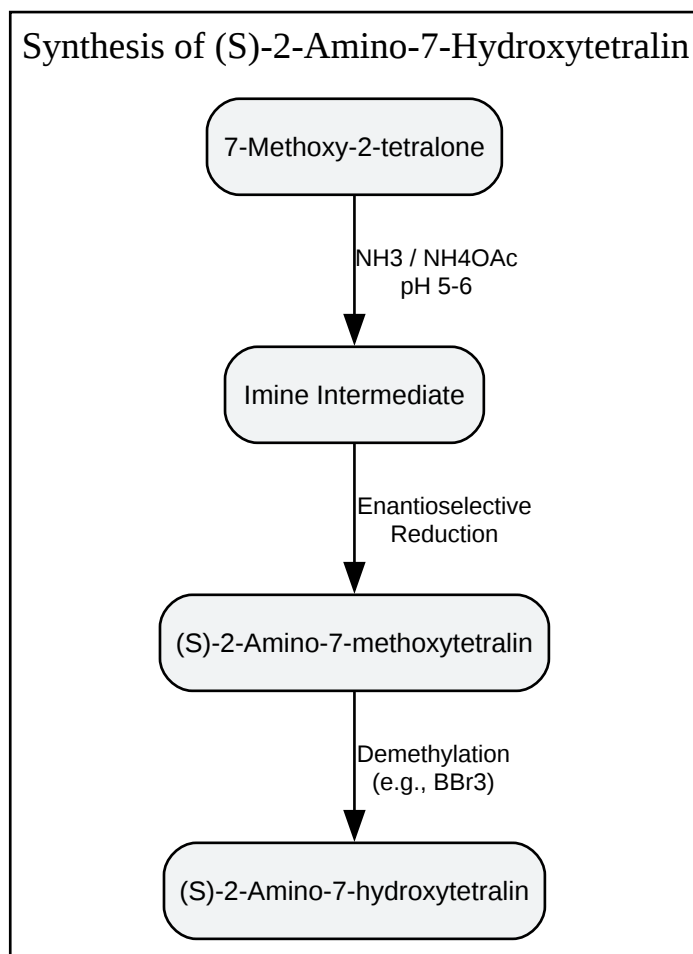 Synthesis of (S)-2-Amino-7-Hydroxytetralin
7-Methoxy-2-tetralone
NH3 / NH4OAc
pH 5-6
Imine Intermediate
Enantioselective
Reduction
(S)-2-Amino-7-methoxytetralin
Demethylation
(e.g., BBr3)
(S)-2-Amino-7-hydroxytetralin